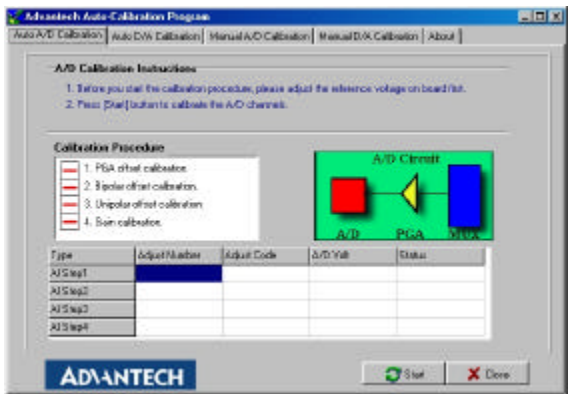 Advantech Auto-Calibration Program
Auto A/D Calibration Auto D/A Calibration Manual A/D Calibration Manual D/A Calibration About
A/D Calibration Instructions
1. Before you start the calibration procedure, please adjust the reference voltage on board first.
2. Press [Start] button to calibrate the A/D channels.
Calibration Procedure
1. PGA offset calibration.
2. Bipolar offset calibration.
3. Unipolar offset calibration.
4. Gain calibration.
A/D Circuit
A/D PGA MUX
Type Adjust Number Adjust Code A/D Volt Status
AI Step1
AI Step2
AI Step3
AI Step4
ADVANTECH
Start Close